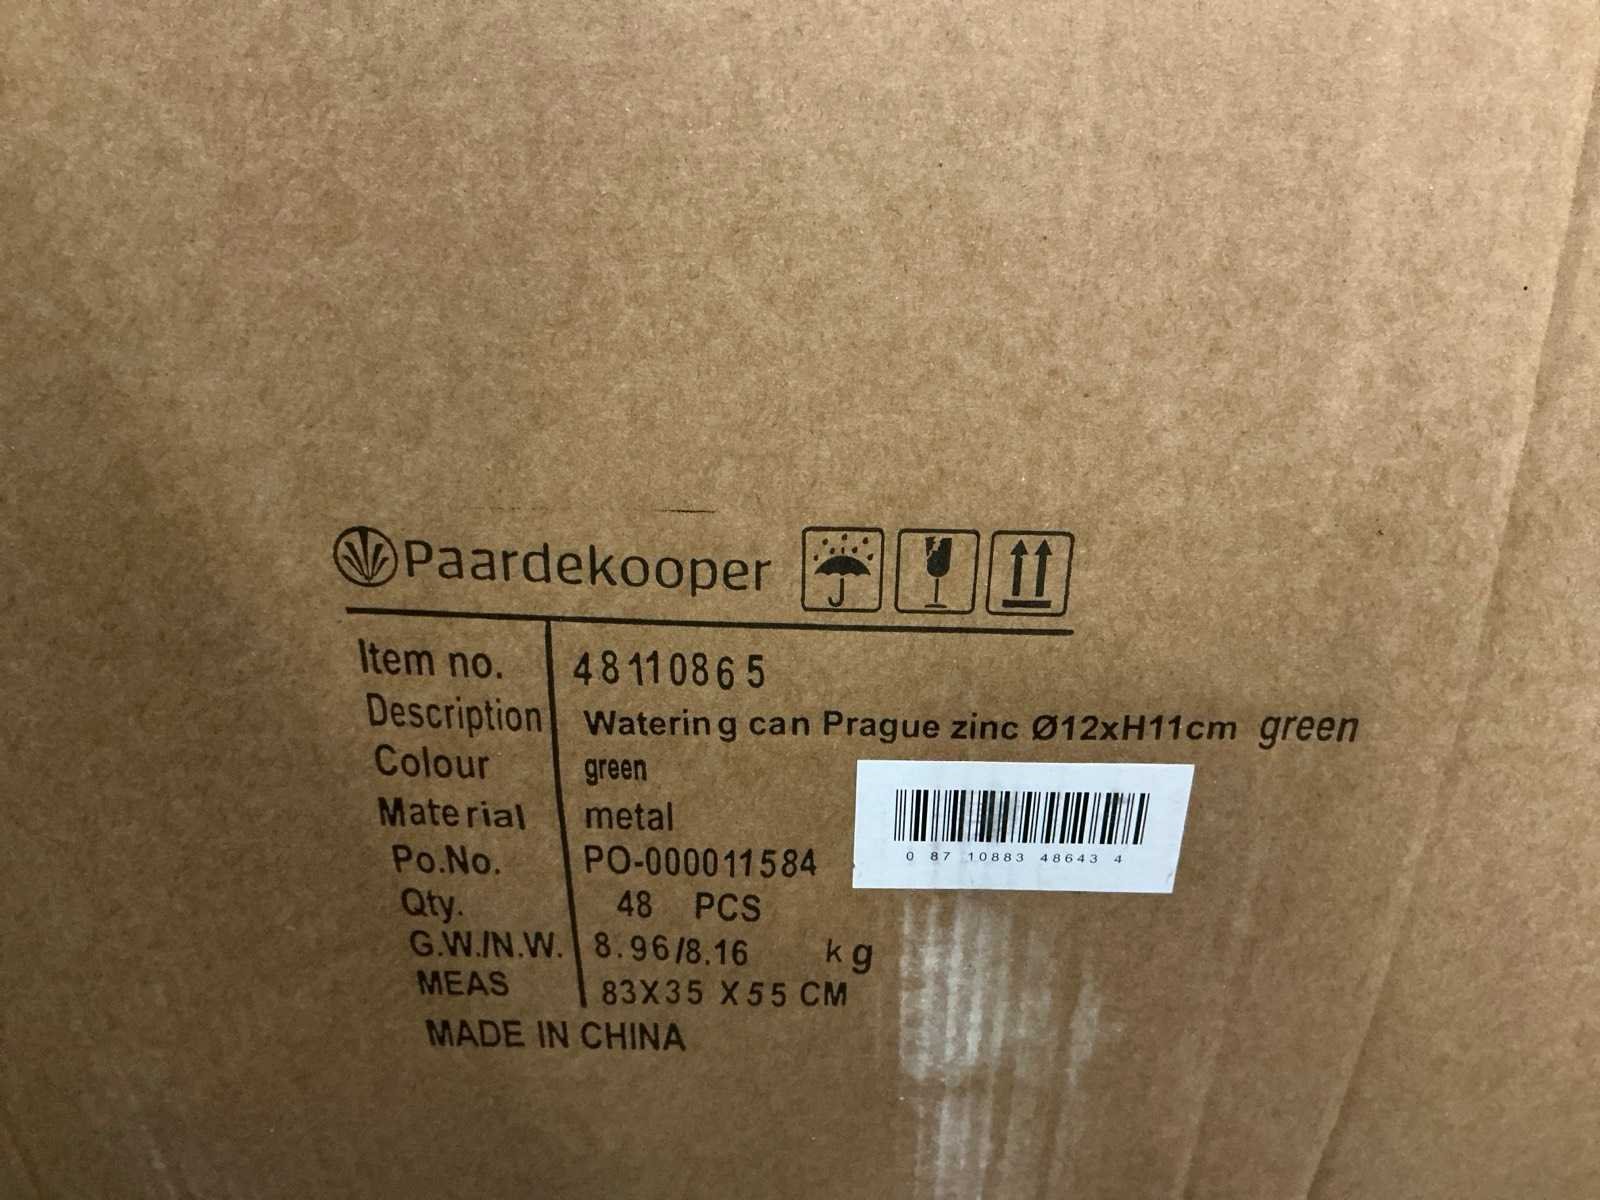 Paardekooper
Item no. 48110865
Description Watering can Prague zinc Ø12xH11cm green
Colour green
Material metal
Po.No. PO-000011584
Qty. 48 PCS
G.W./N.W. 8.96/8.16 kg
MEAS 83X35 X55 CM
MADE IN CHINA
0 87 10883 48643 4